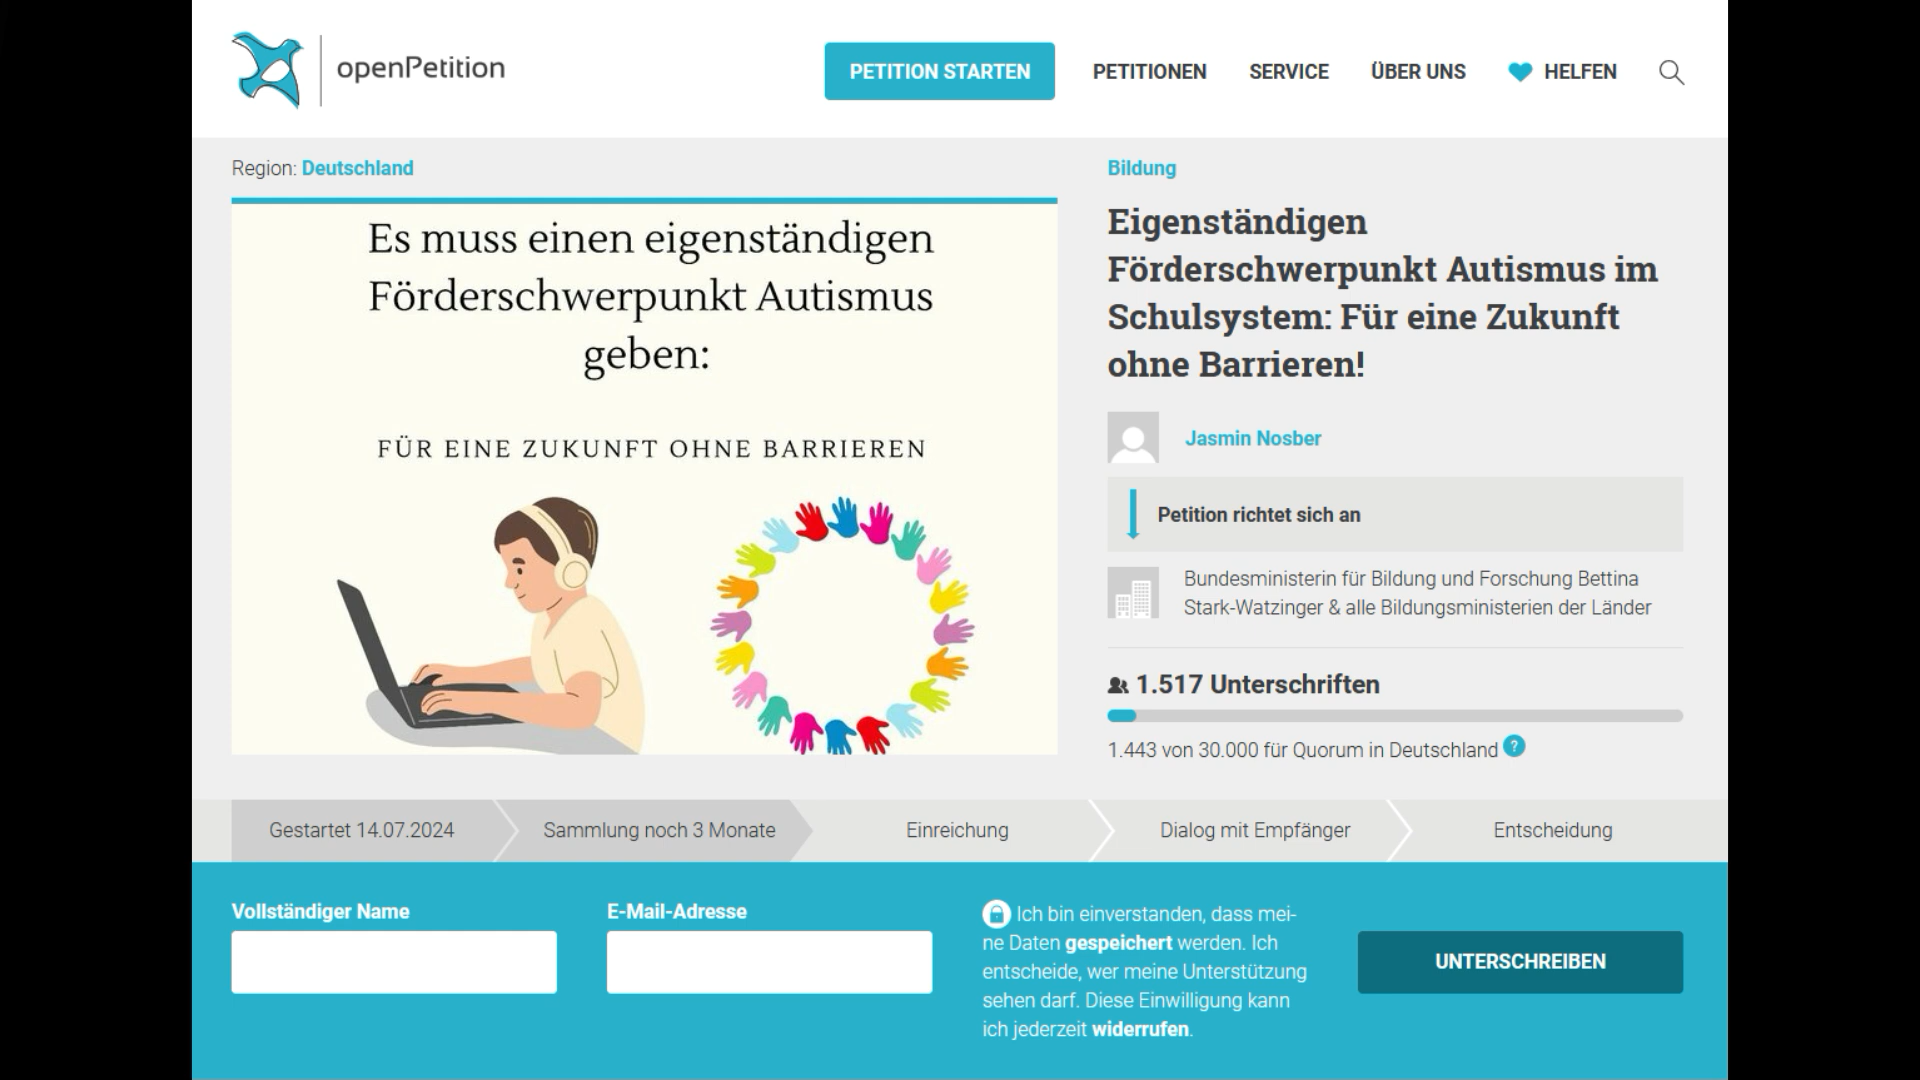 openPetition
PETITION STARTEN
PETITIONEN
SERVICE
ÜBER UNS
HELFEN
Region: Deutschland
Es muss einen eigenständigen
Förderschwerpunkt Autismus
geben:
FÜR EINE ZUKUNFT OHNE BARRIEREN
Bildung
Eigenständigen
Förderschwerpunkt Autismus im
Schulsystem: Für eine Zukunft
ohne Barrieren!
Jasmin Nosber
Petition richtet sich an
Bundesministerin für Bildung und Forschung Bettina
Stark-Watzinger & alle Bildungsministerien der Länder
1.517 Unterschriften
1.443 von 30.000 für Quorum in Deutschland ?
Gestartet 14.07.2024
Sammlung noch 3 Monate
Einreichung
Dialog mit Empfänger
Entscheidung
Vollständiger Name
E-Mail-Adresse
Ich bin einverstanden, dass mei-
ne Daten gespeichert werden. Ich
entscheide, wer meine Unterstützung
sehen darf. Diese Einwilligung kann
ich jederzeit widerrufen.
UNTERSCHREIBEN